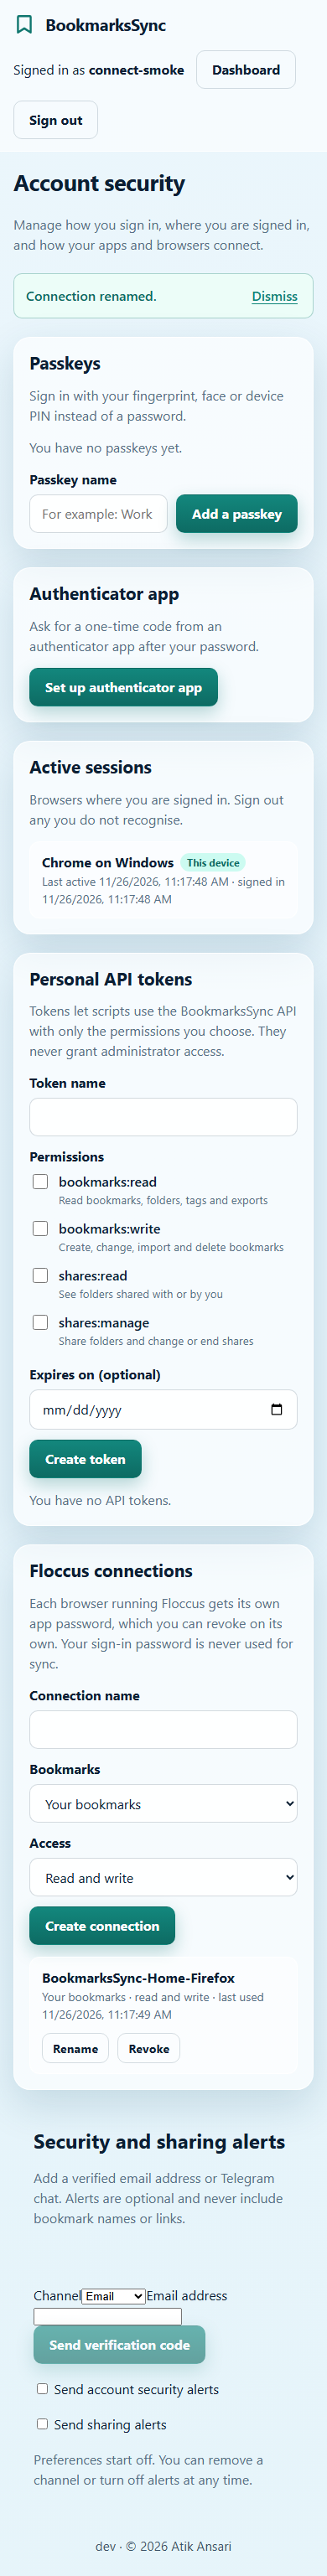 BookmarksSync
Signed in as connect-smoke
Dashboard
Sign out
Account security
Manage how you sign in, where you are signed in,
and how your apps and browsers connect.
Connection renamed.
Dismiss
Passkeys
Sign in with your fingerprint, face or device
PIN instead of a password.
You have no passkeys yet.
Passkey name
For example: Work
Add a passkey
Authenticator app
Ask for a one-time code from an
authenticator app after your password.
Set up authenticator app
Active sessions
Browsers where you are signed in. Sign out
any you do not recognise.
Chrome on Windows
This device
Last active 11/26/2026, 11:17:48 AM · signed in
11/26/2026, 11:17:48 AM
Personal API tokens
Tokens let scripts use the BookmarksSync API
with only the permissions you choose. They
never grant administrator access.
Token name
Permissions
bookmarks:read
Read bookmarks, folders, tags and exports
bookmarks:write
Create, change, import and delete bookmarks
shares:read
See folders shared with or by you
shares:manage
Share folders and change or end shares
Expires on (optional)
mm/dd/yyyy
Create token
You have no API tokens.
Floccus connections
Each browser running Floccus gets its own
app password, which you can revoke on its
own. Your sign-in password is never used for
sync.
Connection name
Bookmarks
Your bookmarks
Access
Read and write
Create connection
BookmarksSync-Home-Firefox
Your bookmarks · read and write · last used
11/26/2026, 11:17:49 AM
Rename
Revoke
Security and sharing alerts
Add a verified email address or Telegram
chat. Alerts are optional and never include
bookmark names or links.
Channel Email Email address
Send verification code
Send account security alerts
Send sharing alerts
Preferences start off. You can remove a
channel or turn off alerts at any time.
dev · © 2026 Atik Ansari